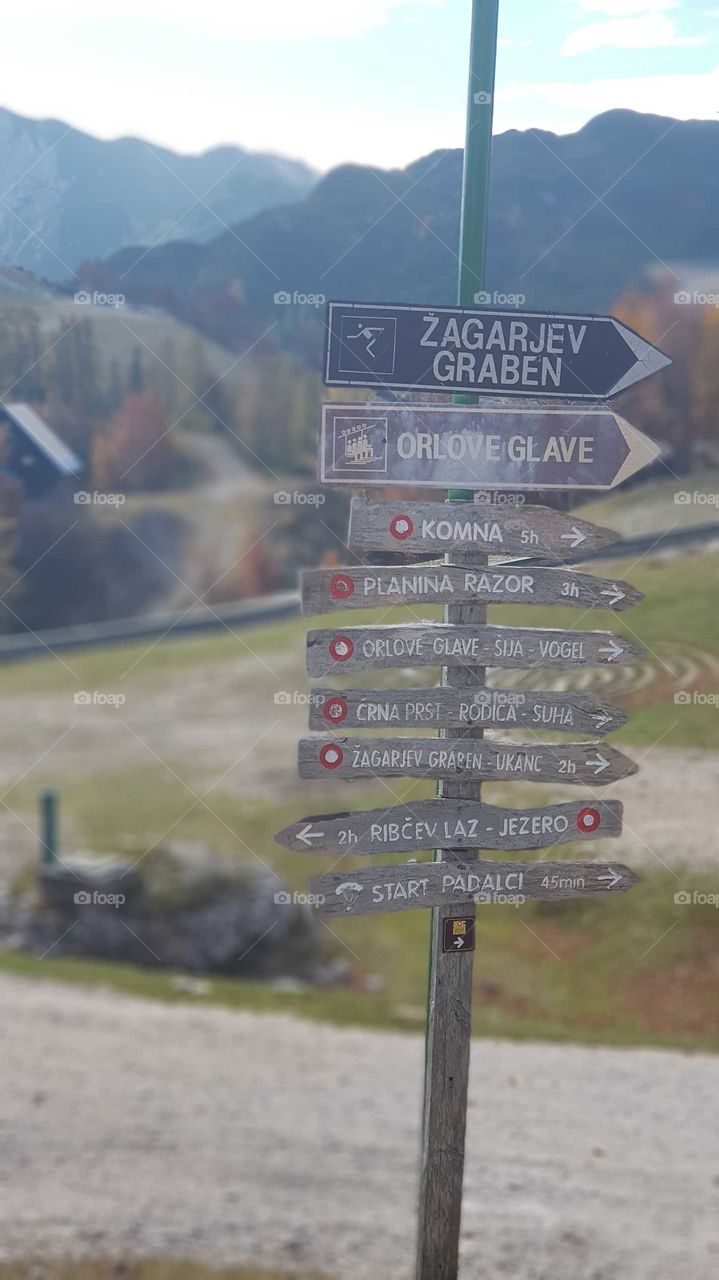 ŽAGARJEV
GRABEN
ORLOVE GLAVE
KOMNA 5h
PLANINA RAZOR 3h
ORLOVE GLAVE - ŠIJA - VOGEL
ČRNA PRST - RODICA - SUHA
ŽAGARJEV GRABEN - UKANC 2h
2h RIBČEV LAZ - JEZERO
START PADALCI 45min